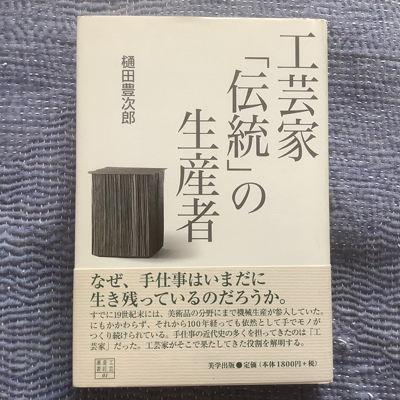 工芸家
「伝統」の
生産者
樋田豊次郎
なぜ、手仕事はいまだに
生き残っているのだろうか。
すでに19世紀末には、美術品の分野にまで機械生産が参入していた。
にもかかわらず、それから100年経っても依然として手でモノが
つくり続けられている。手仕事の近代史の多くを担ってきたのは「工
芸家」だった。工芸家がそこで果たしてきた役割を解明する。
美学出版●定価（本体1800円+税）